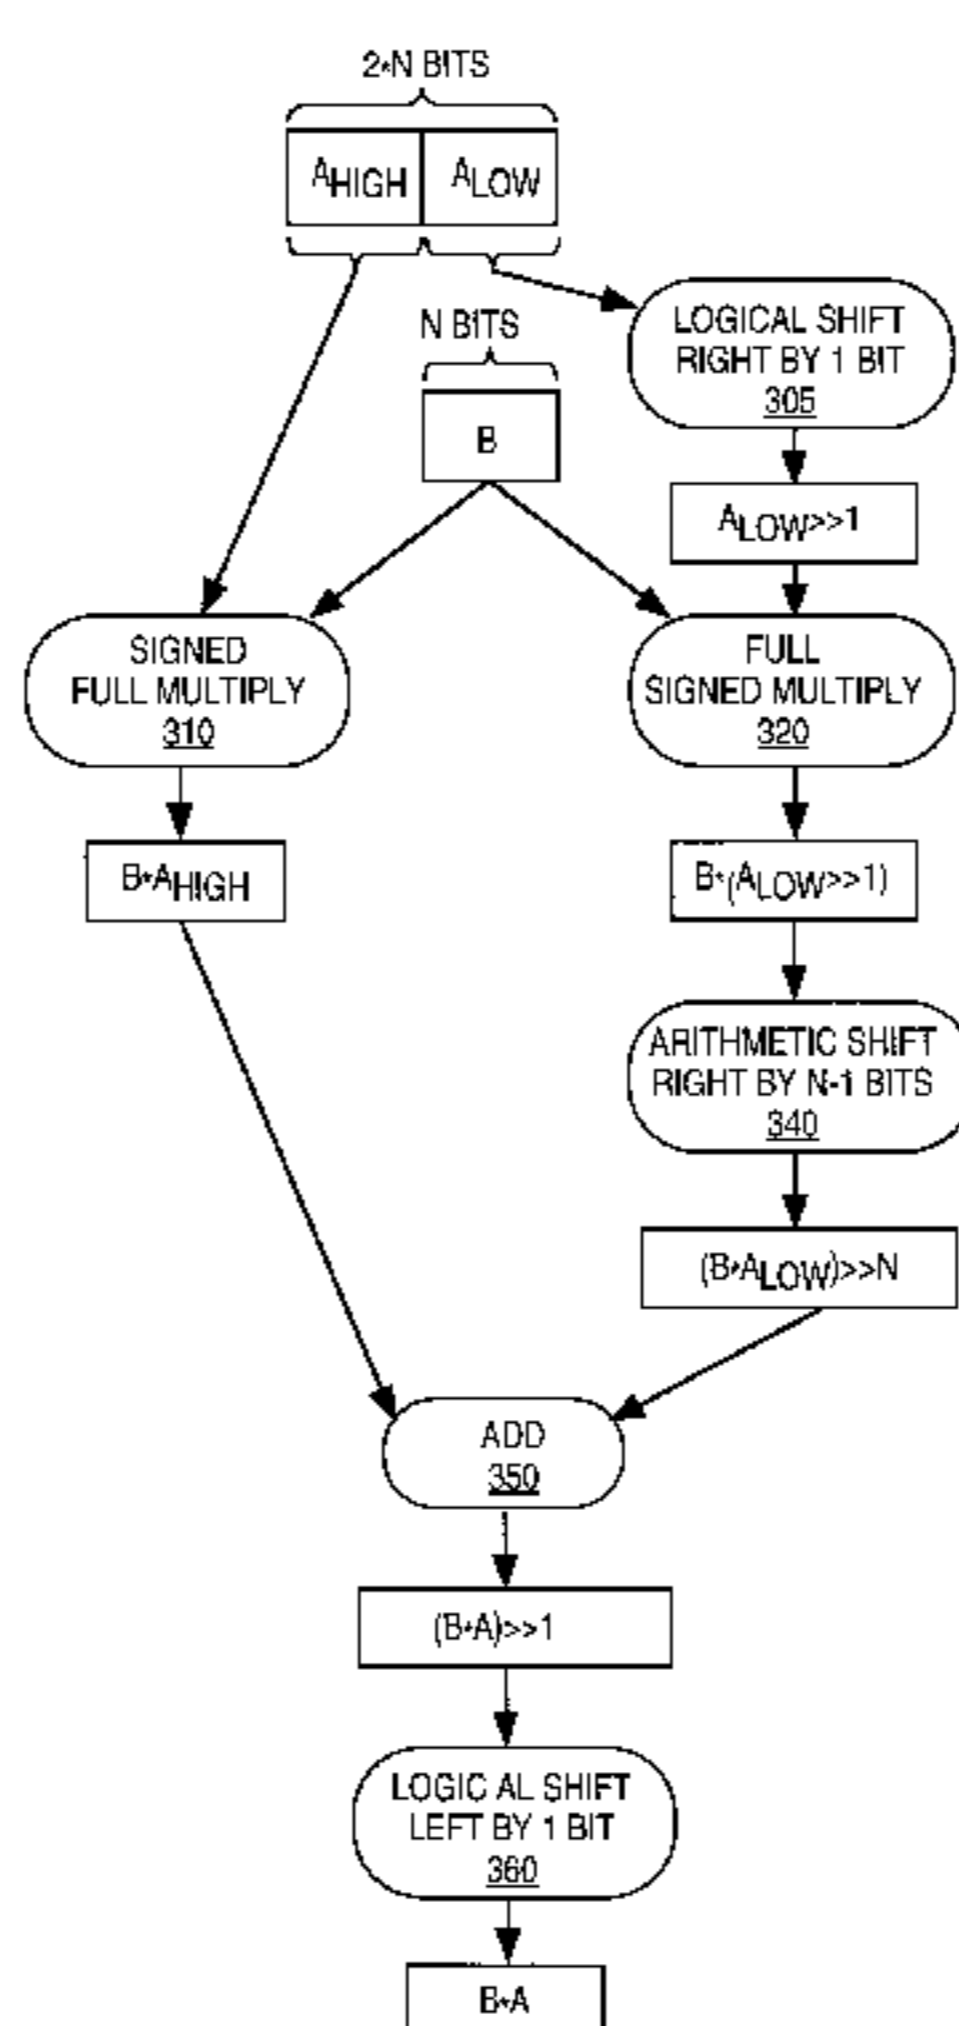 2*N BITS
AHIGH ALOW
N BITS
B
LOGICAL SHIFT
RIGHT BY 1 BIT
305
ALOW>>1
SIGNED
FULL MULTIPLY
310
FULL
SIGNED MULTIPLY
320
B*AHIGH
B*(ALOW>>1)
ARITHMETIC SHIFT
RIGHT BY N-1 BITS
340
(B*ALOW)>>N
ADD
350
(B*A)>>1
LOGIC AL SHIFT
LEFT BY 1 BIT
360
B*A